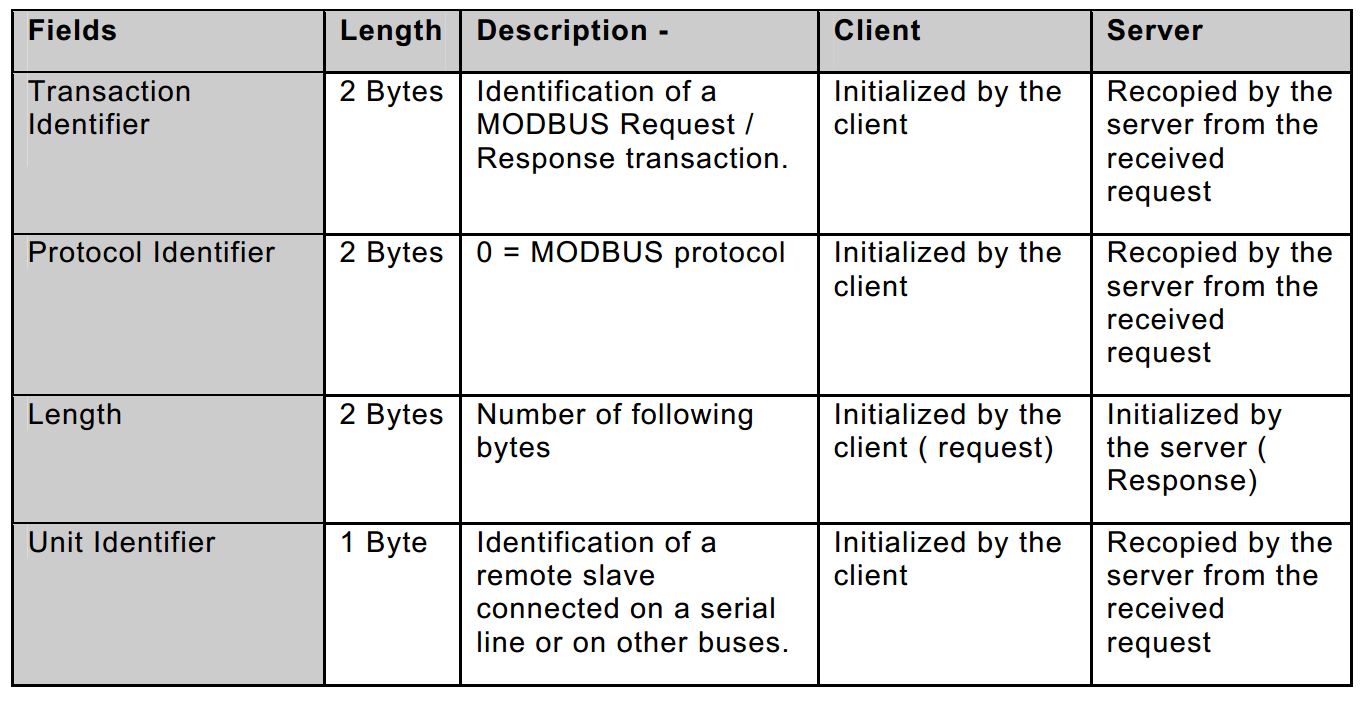 Fields Length Description - Client Server
Transaction Identifier 2 Bytes Identification of a MODBUS Request / Response transaction. Initialized by the client Recopied by the server from the received request
Protocol Identifier 2 Bytes 0 = MODBUS protocol Initialized by the client Recopied by the server from the received request
Length 2 Bytes Number of following bytes Initialized by the client ( request) Initialized by the server ( Response)
Unit Identifier 1 Byte Identification of a remote slave connected on a serial line or on other buses. Initialized by the client Recopied by the server from the received request